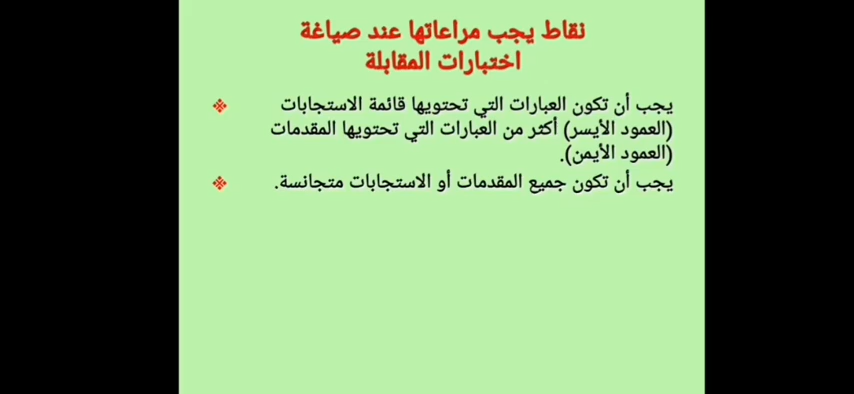 نقاط يجب مراعاتها عند صياغة
اختبارات المقابلة
يجب أن تكون العبارات التي تحتويها قائمة الاستجابات
(العمود الأيسر) أكثر من العبارات التي تحتويها المقدمات
(العمود الأيمن).
يجب أن تكون جميع المقدمات أو الاستجابات متجانسة.